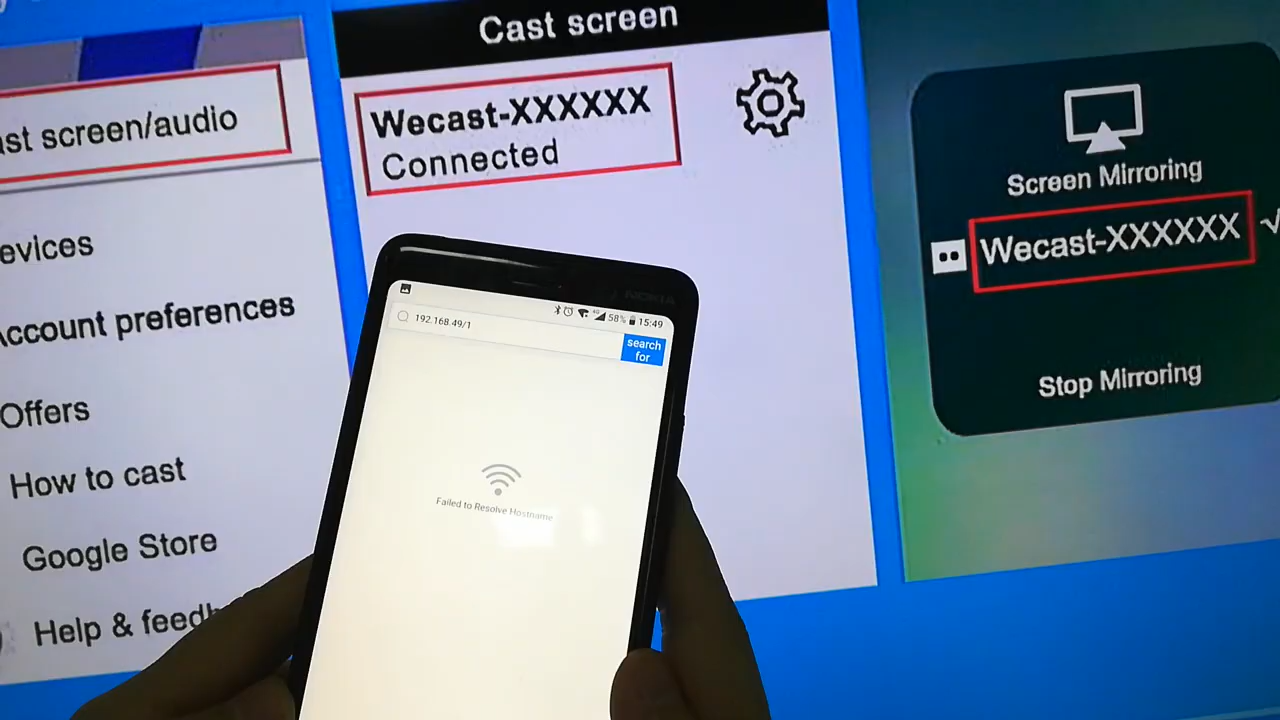 Cast screen
ast screen/audio
Wecast-XXXXXX
Connected
evices
Account preferences
Offers
How to cast
Google Store
Help & feedb
Screen Mirroring
Wecast-XXXXXX
Stop Mirroring
NOKIA
4G 58% 15:49
192.168.49/1
search
for
Failed to Resolve Hostname